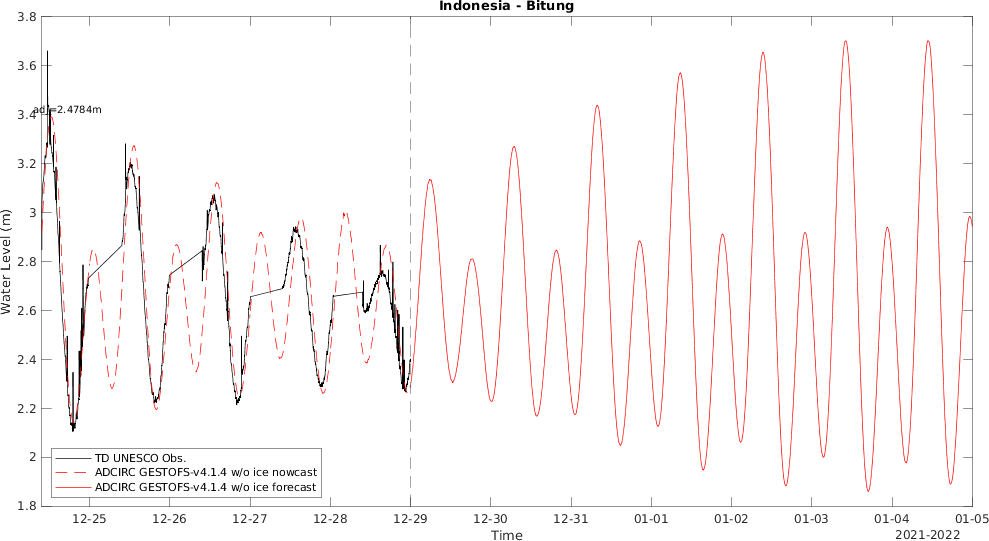 Indonesia - Bitung
3.8
3.6
3.4
3.2
3
2.8
2.6
2.4
2.2
2
1.8
Water Level (m)
adj=2.4784m
TD UNESCO Obs.
ADCIRC GESTOFS-v4.1.4 w/o ice nowcast
ADCIRC GESTOFS-v4.1.4 w/o ice forecast
12-25 12-26 12-27 12-28 12-29 12-30 12-31 01-01 01-02 01-03 01-04 01-05
Time
2021-2022